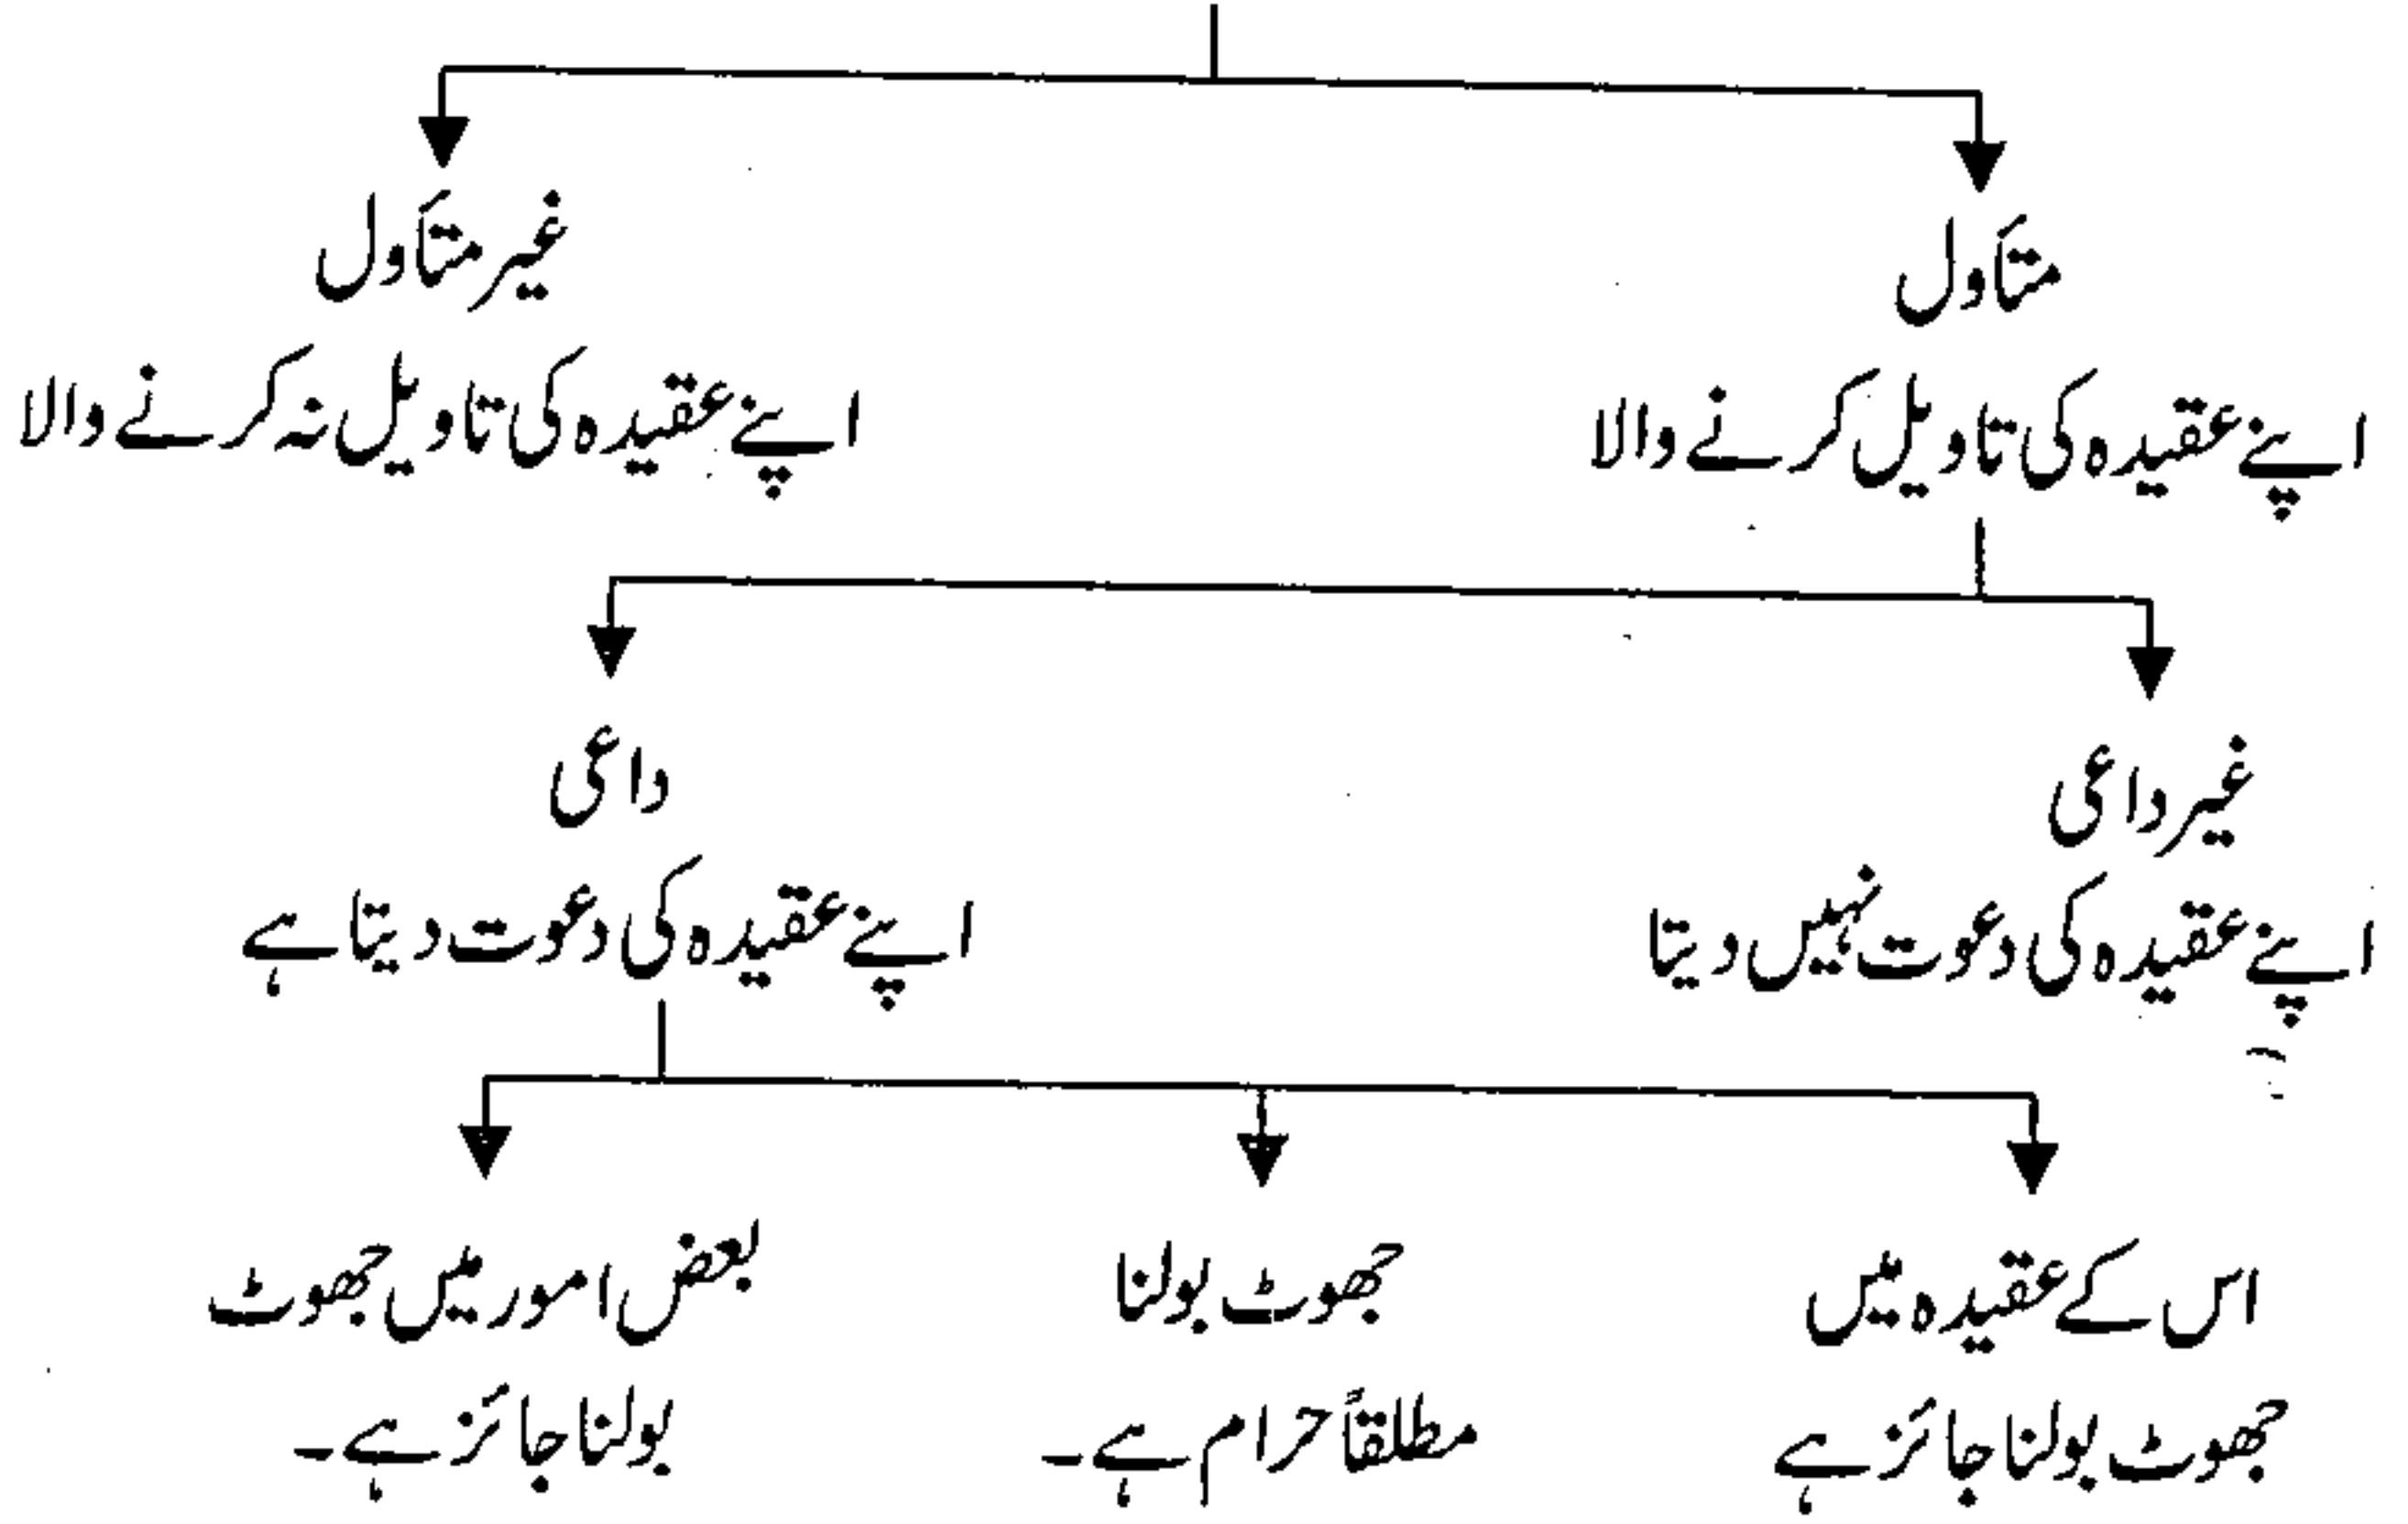 متأول
اپنے عقیدہ کی تاویل کرنے والا
غیر متأول
اپنے عقیدہ کی تاویل نہ کرنے والا
غیر داعی
اپنے عقیدہ کی دعوت نہیں دیتا
داعی
اپنے عقیدہ کی دعوت دیتا ہے
اس کے عقیدہ میں
جھوٹ بولنا جائز ہے
جھوٹ بولنا
مطلقاً حرام ہے۔
بعض امور میں جھوٹ
بولنا جائز ہے۔